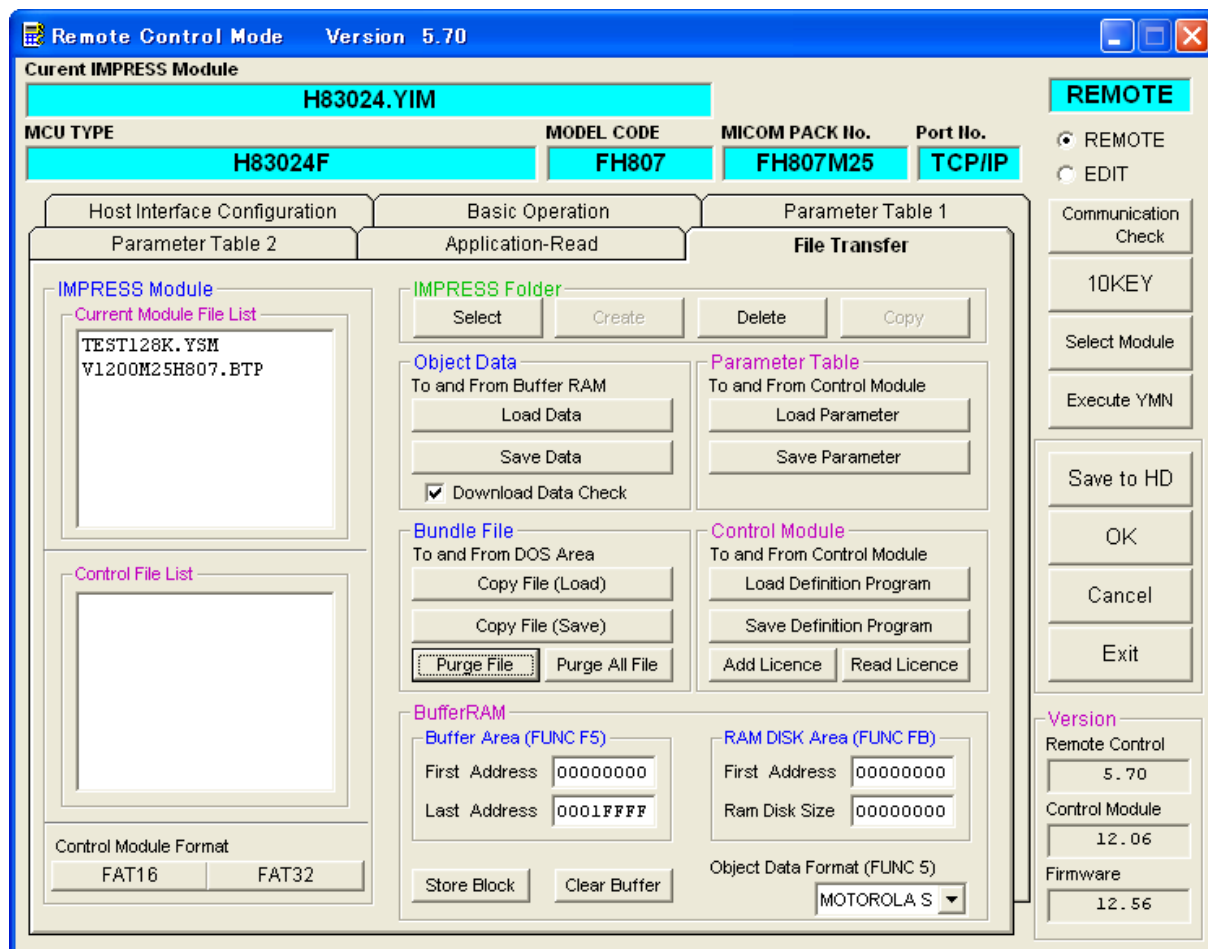 Remote Control Mode Version 5.70
Curent IMPRESS Module
H83024.YIM
REMOTE
MCU TYPE MODEL CODE MICOM PACK No. Port No.
H83024F FH807 FH807M25 TCP/IP
REMOTE
EDIT
Host Interface Configuration Basic Operation Parameter Table 1
Parameter Table 2 Application-Read File Transfer
Communication
Check
10KEY
Select Module
Execute YMN
Save to HD
OK
Cancel
Exit
IMPRESS Module
Current Module File List
TEST128K.YSM
V1200M25H807.BTP
Control File List
Control Module Format
FAT16 FAT32
IMPRESS Folder
Select Create Delete Copy
Object Data
To and From Buffer RAM
Load Data
Save Data
Download Data Check
Parameter Table
To and From Control Module
Load Parameter
Save Parameter
Bundle File
To and From DOS Area
Copy File (Load)
Copy File (Save)
Purge File Purge All File
Control Module
To and From Control Module
Load Definition Program
Save Definition Program
Add Licence Read Licence
BufferRAM
Buffer Area (FUNC F5)
First Address 00000000
Last Address 0001FFFF
RAM DISK Area (FUNC FB)
First Address 00000000
Ram Disk Size 00000000
Store Block Clear Buffer
Object Data Format (FUNC 5)
MOTOROLA S
Version
Remote Control
5.70
Control Module
12.06
Firmware
12.56